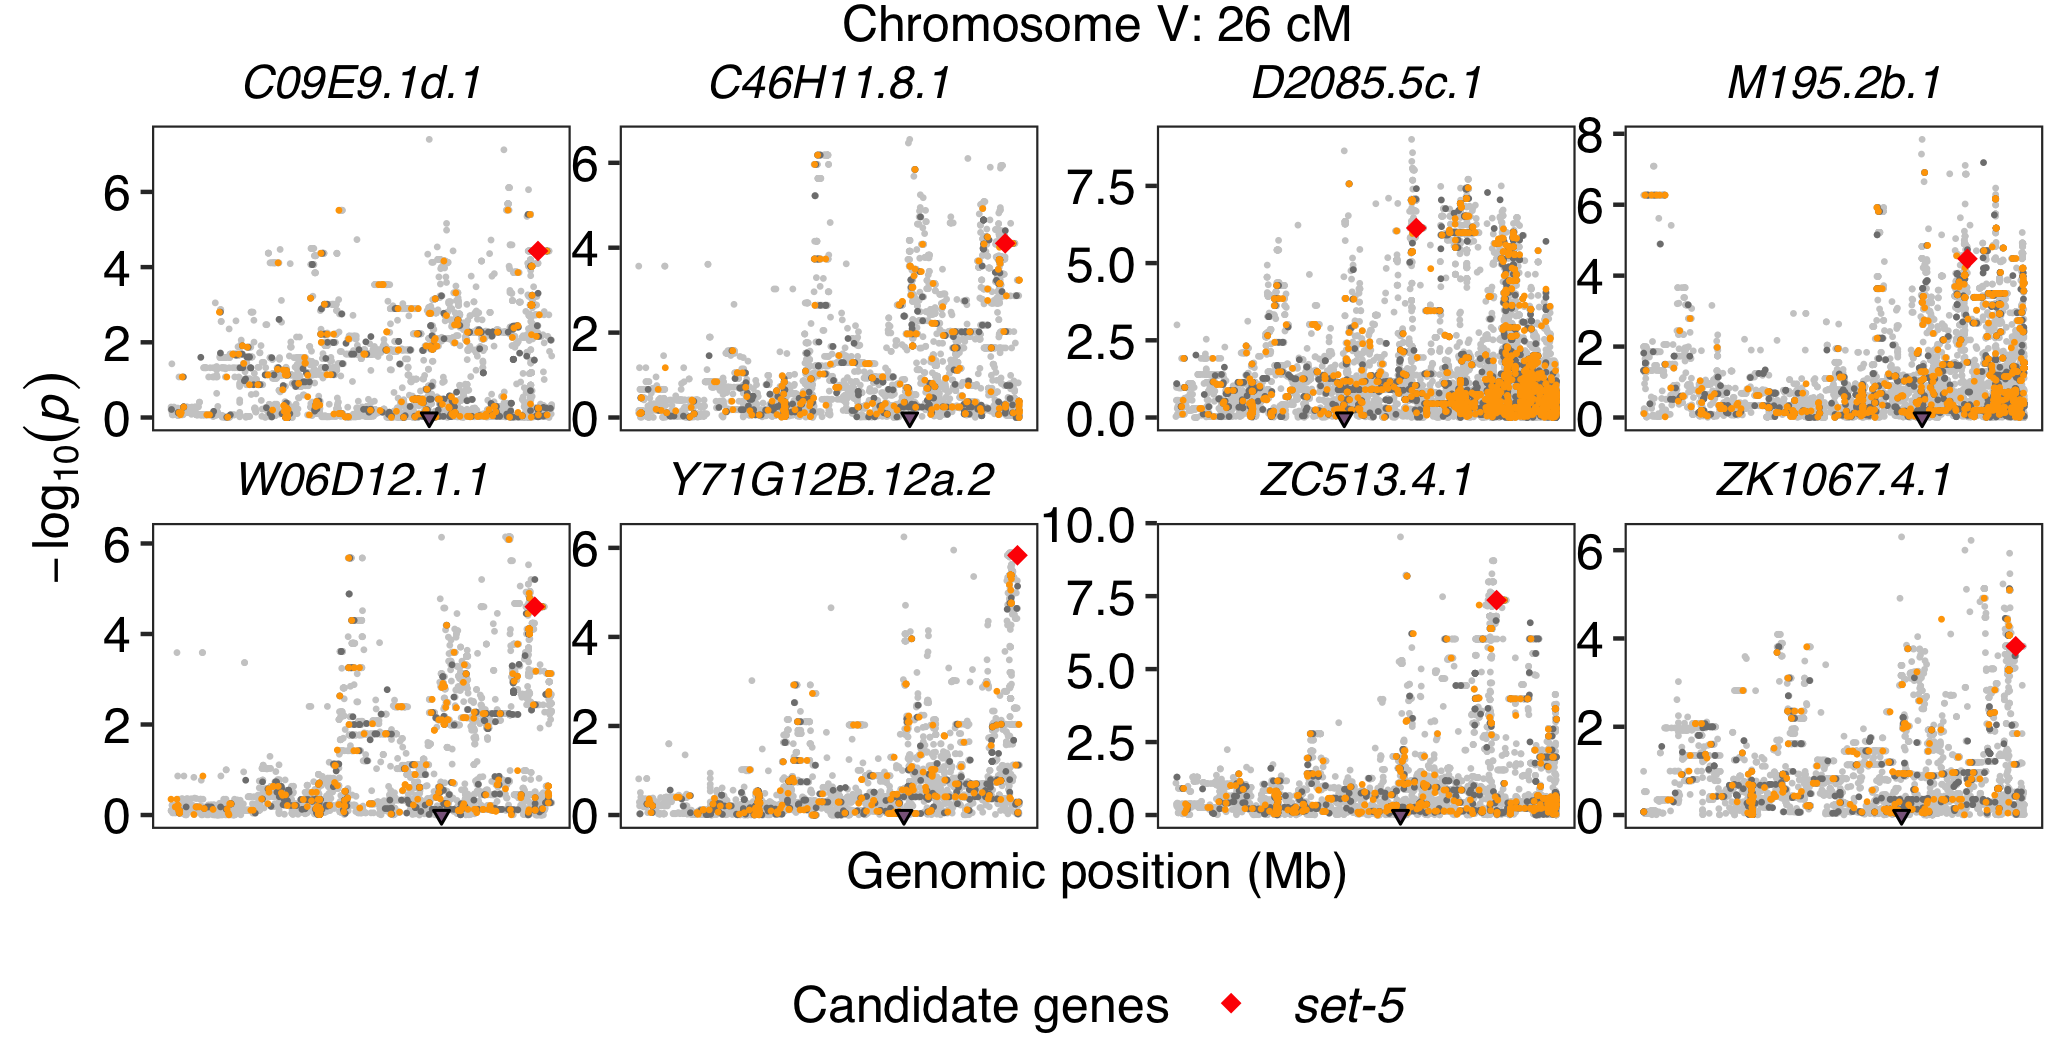 Chromosome V: 26 cM
C09E9.1d.1 C46H11.8.1 D2085.5c.1 M195.2b.1
6 4 2 0
6 4 2 0
7.5 5.0 2.5 0.0
8 6 4 2 0
−log10(p)
W06D12.1.1 Y71G12B.12a.2 ZC513.4.1 ZK1067.4.1
6 4 2 0
6 4 2 0
10.0 7.5 5.0 2.5 0.0
6 4 2 0
Genomic position (Mb)
Candidate genes set-5